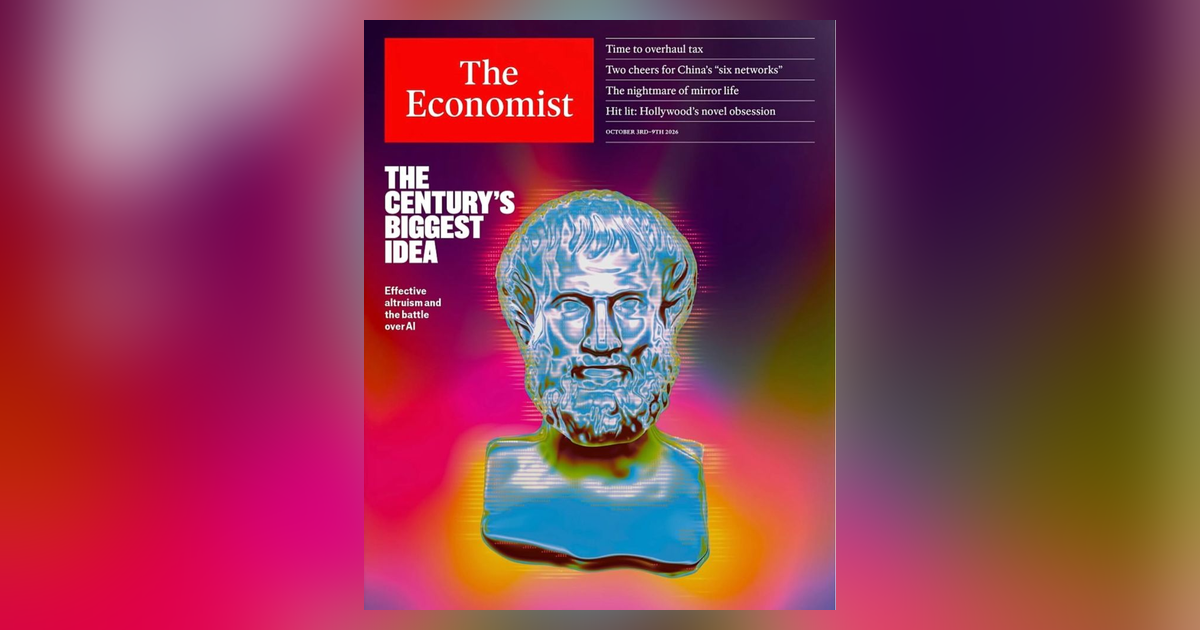 The
Economist
Time to overhaul tax
Two cheers for China's “six networks”
The nightmare of mirror life
Hit lit: Hollywood's novel obsession
OCTOBER 3RD–9TH 2026
THE
CENTURY'S
BIGGEST
IDEA
Effective
altruism and
the battle
over AI